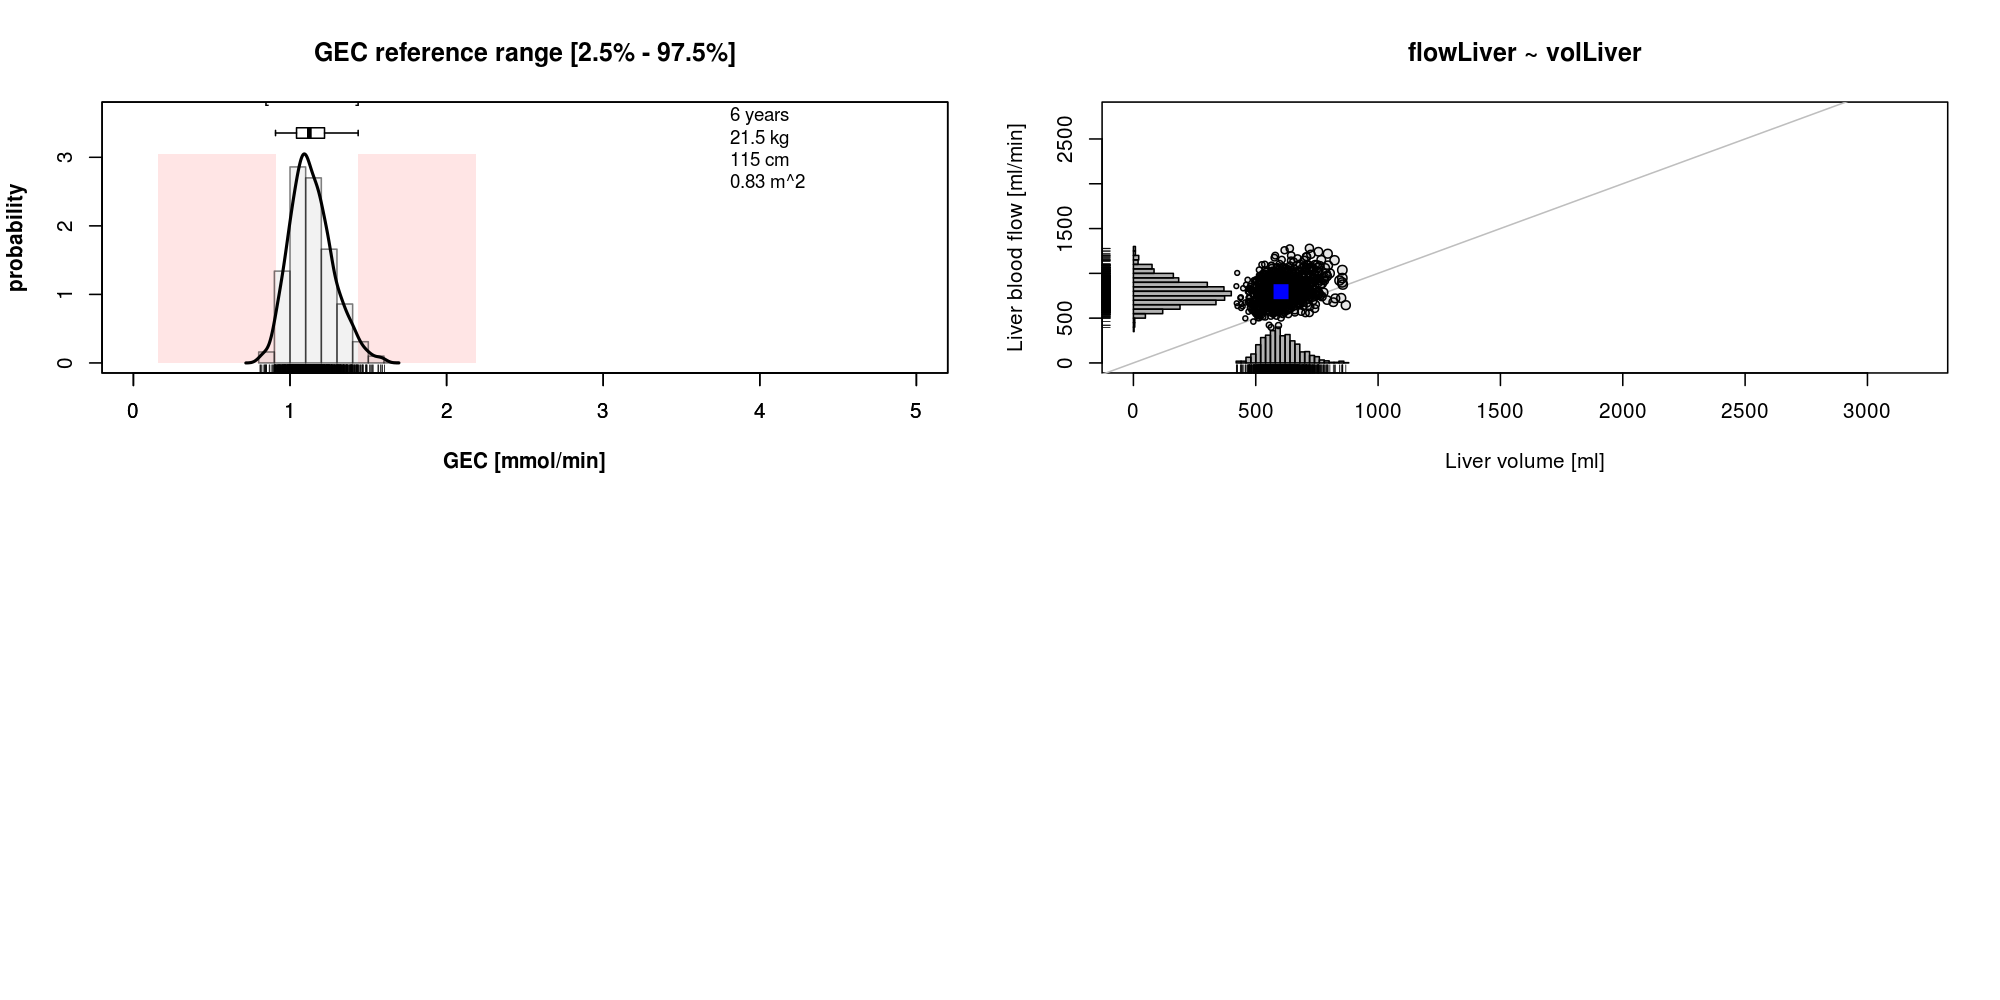 GEC reference range [2.5% - 97.5%]
6 years
21.5 kg
115 cm
0.83 m^2
probability
3
2
1
0
0 1 2 3 4 5
GEC [mmol/min]
flowLiver ~ volLiver
Liver blood flow [ml/min]
2500
1500
500
0
0 500 1000 1500 2000 2500 3000
Liver volume [ml]